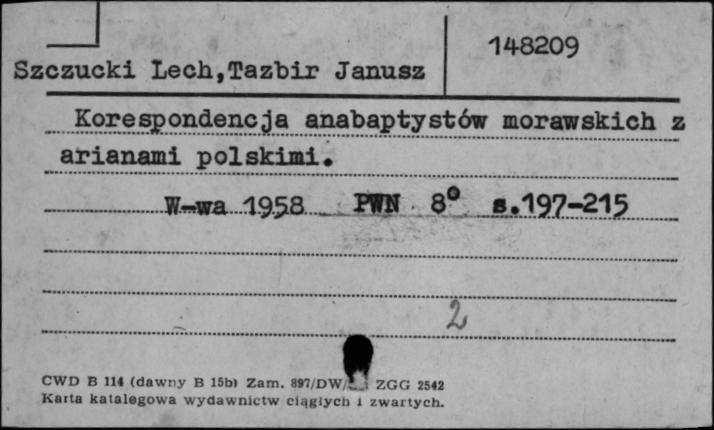 148209
Szczucki Lech,Tazbir Janusz
Korespondencja anabaptystów morawskich z
arianami polskimi.
W-wa 1958 PWN 8° s.197-215
2
CWD B 114 (dawny B 15b) Zam. 897/DW/ ZGG 2542
Karta katalogowa wydawnictw ciągłych i zwartych.